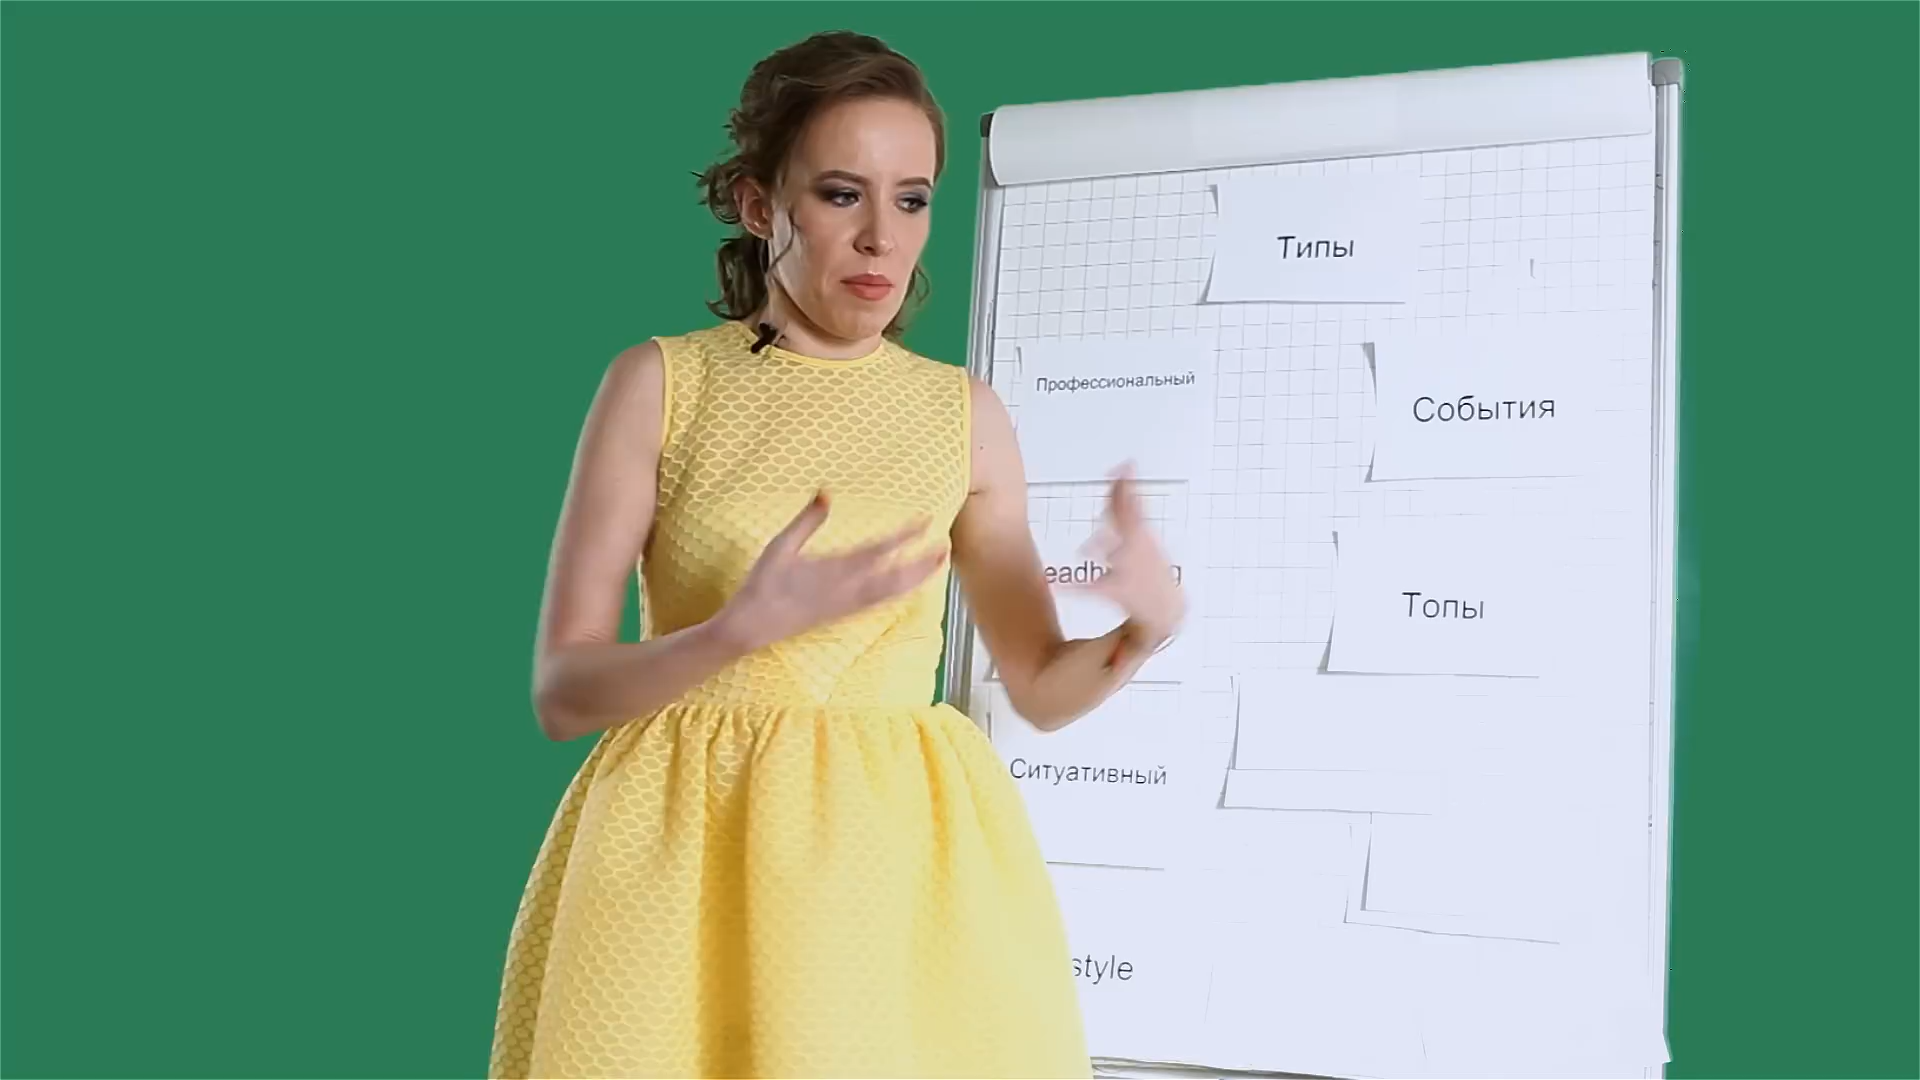 Типы
Профессиональный
События
Топы
Ситуативный
style